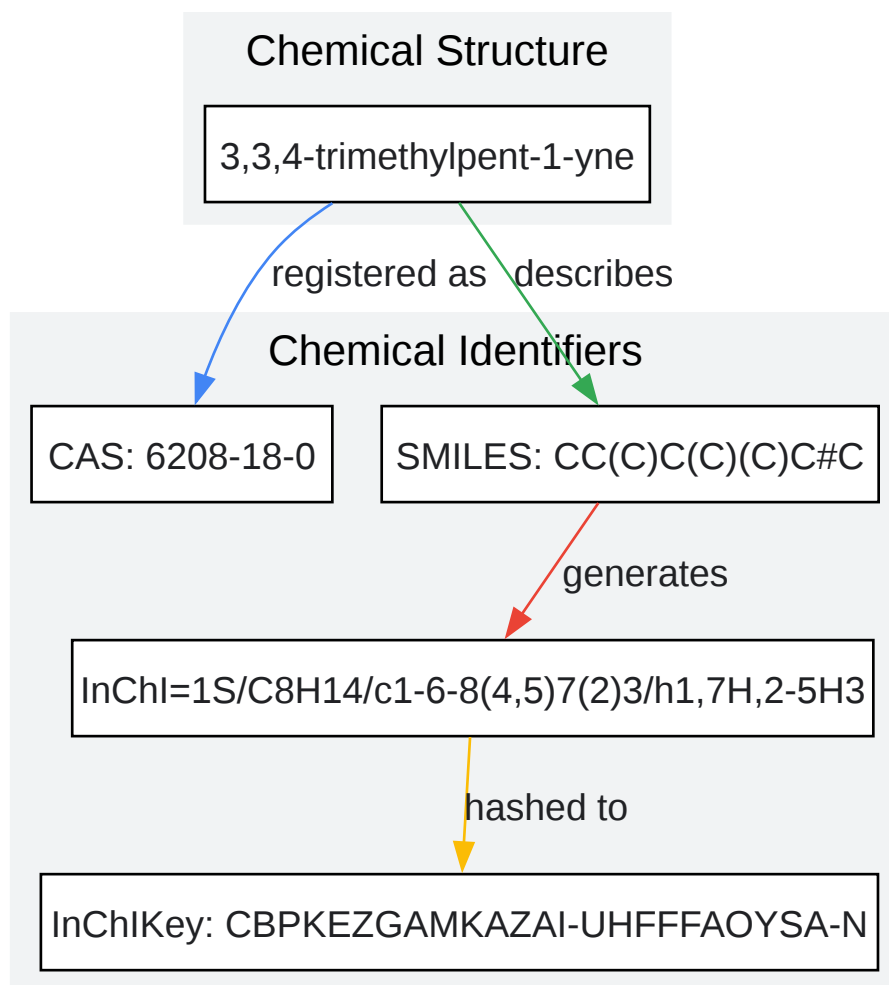 Chemical Structure
3,3,4-trimethylpent-1-yne
registered as
describes
Chemical Identifiers
CAS: 6208-18-0
SMILES: CC(C)C(C)(C)C#C
generates
InChI=1S/C8H14/c1-6-8(4,5)7(2)3/h1,7H,2-5H3
hashed to
InChIKey: CBPKEZGAMKAZAI-UHFFFAOYSA-N